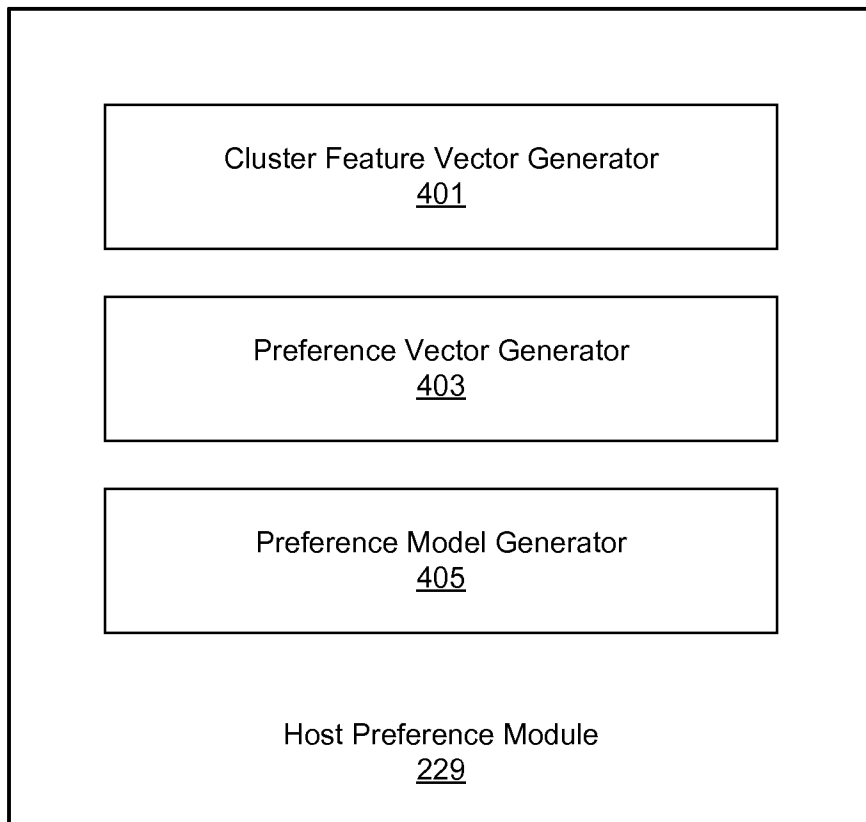 Cluster Feature Vector Generator
401
Preference Vector Generator
403
Preference Model Generator
405
Host Preference Module
229